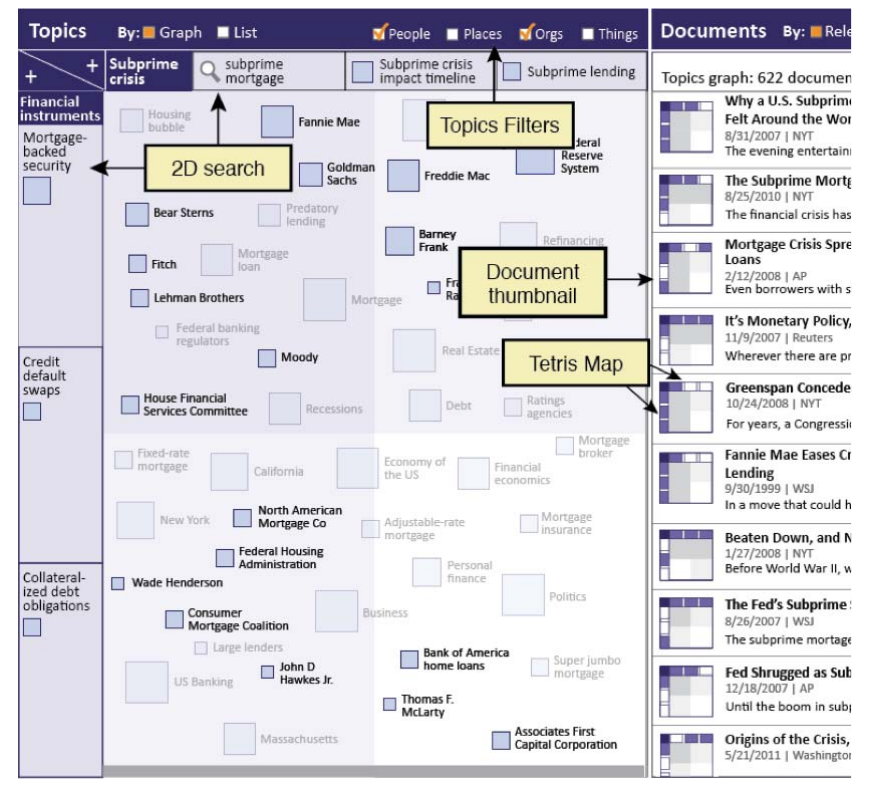 Topics By: Graph List People Places Orgs Things
Documents By: Rele
+ +
Subprime
crisis
subprime
mortgage
Subprime crisis
impact timeline
Subprime lending
Topics graph: 622 documen
Financial
instruments
Mortgage-
backed
security
Credit
default
swaps
Collateral-
ized debt
obligations
Housing
bubble
Fannie Mae
Topics Filters
2D search
Goldman
Sachs
Freddie Mac
Reserve
System
Bear Sterns
Predatory
lending
Barney
Frank
Refinancing
Fitch
Mortgage
loan
Document
thumbnail
Lehman Brothers
Mortgage
Federal banking
regulators
Moody
Real Estate
Tetris Map
House Financial
Services Committee
Recessions
Debt
Ratings
agencies
Fixed-rate
mortgage
California
Economy of
the US
Financial
economics
Mortgage
broker
New York
North American
Mortgage Co
Adjustable-rate
mortgage
Mortgage
insurance
Federal Housing
Administration
Personal
finance
Wade Henderson
Politics
Consumer
Mortgage Coalition
Business
Large lenders
Bank of America
home loans
Super jumbo
mortgage
US Banking
John D
Hawkes Jr.
Thomas F.
McLarty
Massachusetts
Associates First
Capital Corporation
Why a U.S. Subprime
Felt Around the Wor
8/31/2007 | NYT
The evening entertain
The Subprime Mortg
8/25/2010 | NYT
The financial crisis has
Mortgage Crisis Spre
Loans
2/12/2008 | AP
Even borrowers with s
It's Monetary Policy,
11/9/2007 | Reuters
Wherever there are pr
Greenspan Concede
10/24/2008 | NYT
For years, a Congressi
Fannie Mae Eases Cr
Lending
9/30/1999 | WSJ
In a move that could h
Beaten Down, and N
1/27/2008 | NYT
Before World War II, w
The Fed's Subprime
8/26/2007 | WSJ
The subprime mortage
Fed Shrugged as Sub
12/18/2007 | AP
Until the boom in subp
Origins of the Crisis,
5/21/2011 | Washington